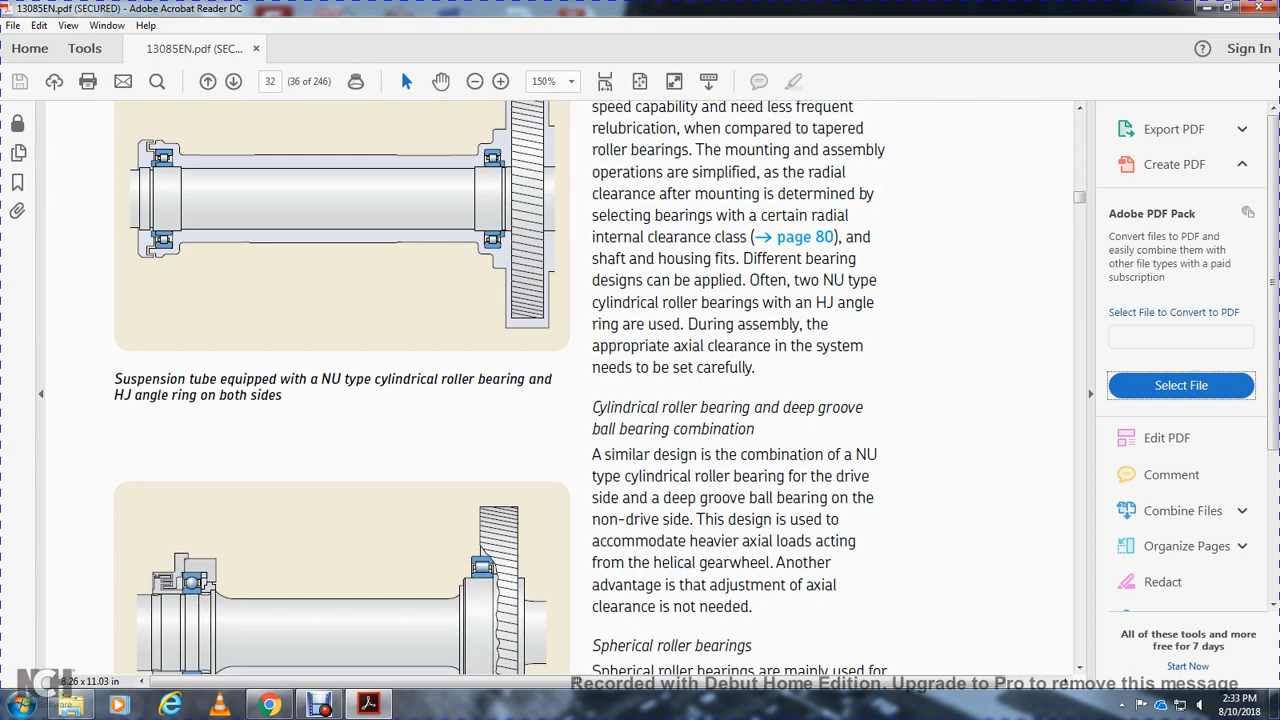 13085EN.pdf (SECURED) - Adobe Acrobat Reader DC
File Edit View Window Help
Home Tools 13085EN.pdf (SEC... × Sign In
32 (36 of 246) 150%
speed capability and need less frequent
relubrication, when compared to tapered
roller bearings. The mounting and assembly
operations are simplified, as the radial
clearance after mounting is determined by
selecting bearings with a certain radial
internal clearance class (→ page 80), and
shaft and housing fits. Different bearing
designs can be applied. Often, two NU type
cylindrical roller bearings with an HJ angle
ring are used. During assembly, the
appropriate axial clearance in the system
needs to be set carefully.
Suspension tube equipped with a NU type cylindrical roller bearing and
HJ angle ring on both sides
Cylindrical roller bearing and deep groove
ball bearing combination
A similar design is the combination of a NU
type cylindrical roller bearing for the drive
side and a deep groove ball bearing on the
non-drive side. This design is used to
accommodate heavier axial loads acting
from the helical gearwheel. Another
advantage is that adjustment of axial
clearance is not needed.
Spherical roller bearings
Spherical roller bearings are mainly used for
Export PDF
Create PDF
Adobe PDF Pack
Convert files to PDF and
easily combine them with
other file types with a paid
subscription
Select File to Convert to PDF
Select File
Edit PDF
Comment
Combine Files
Organize Pages
Redact
All of these tools and more
free for 7 days
Start Now
8.26 x 11.03 in
NCH
Software
Recorded with Debut Home Edition. Upgrade to Pro to remove this message
2:33 PM
8/10/2018